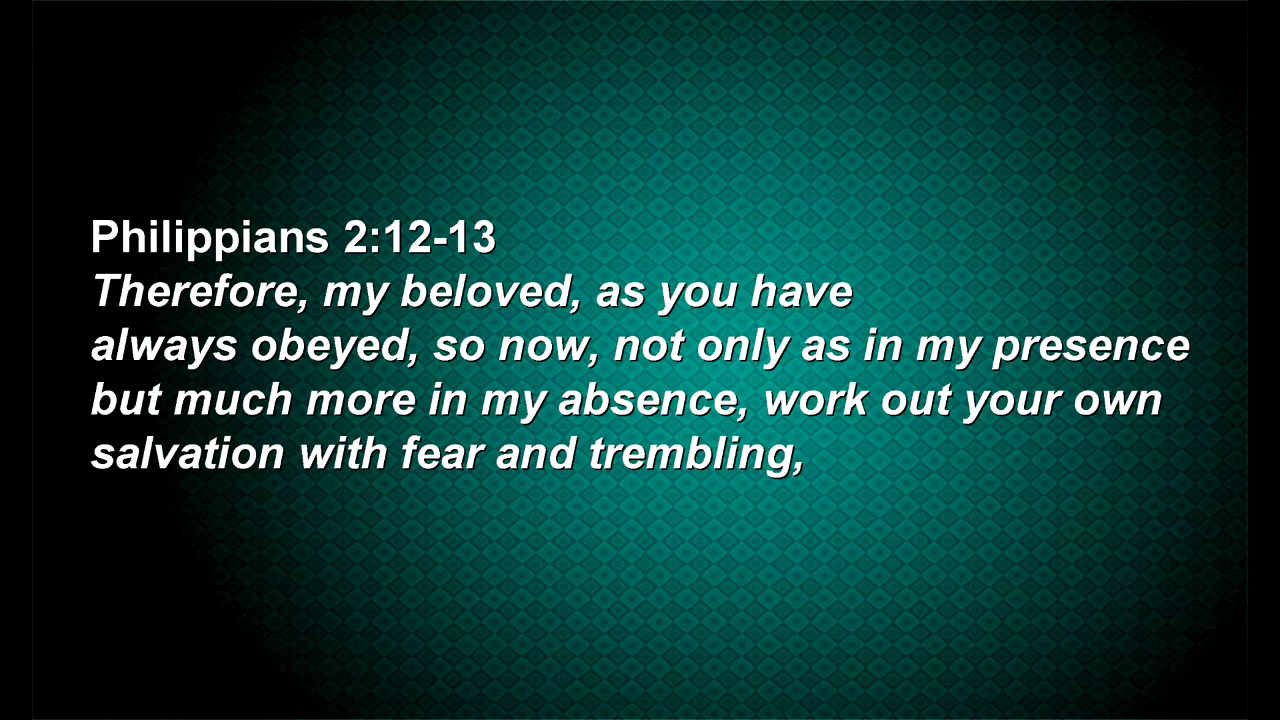 Philippians 2:12-13
Therefore, my beloved, as you have
always obeyed, so now, not only as in my presence
but much more in my absence, work out your own
salvation with fear and trembling,